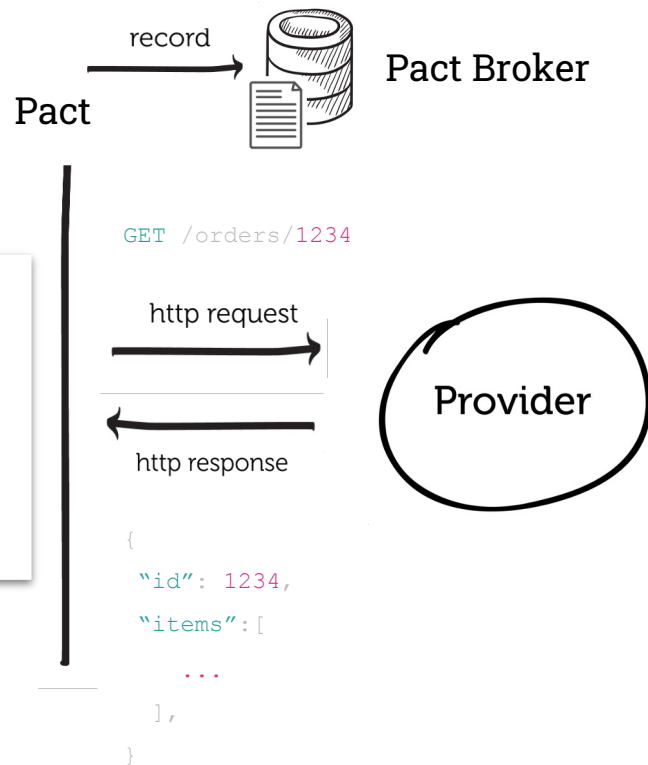 record
Pact Broker
Pact
GET /orders/1234
http request
Provider
http response
{
“id”: 1234,
“items”:[
...
],
}